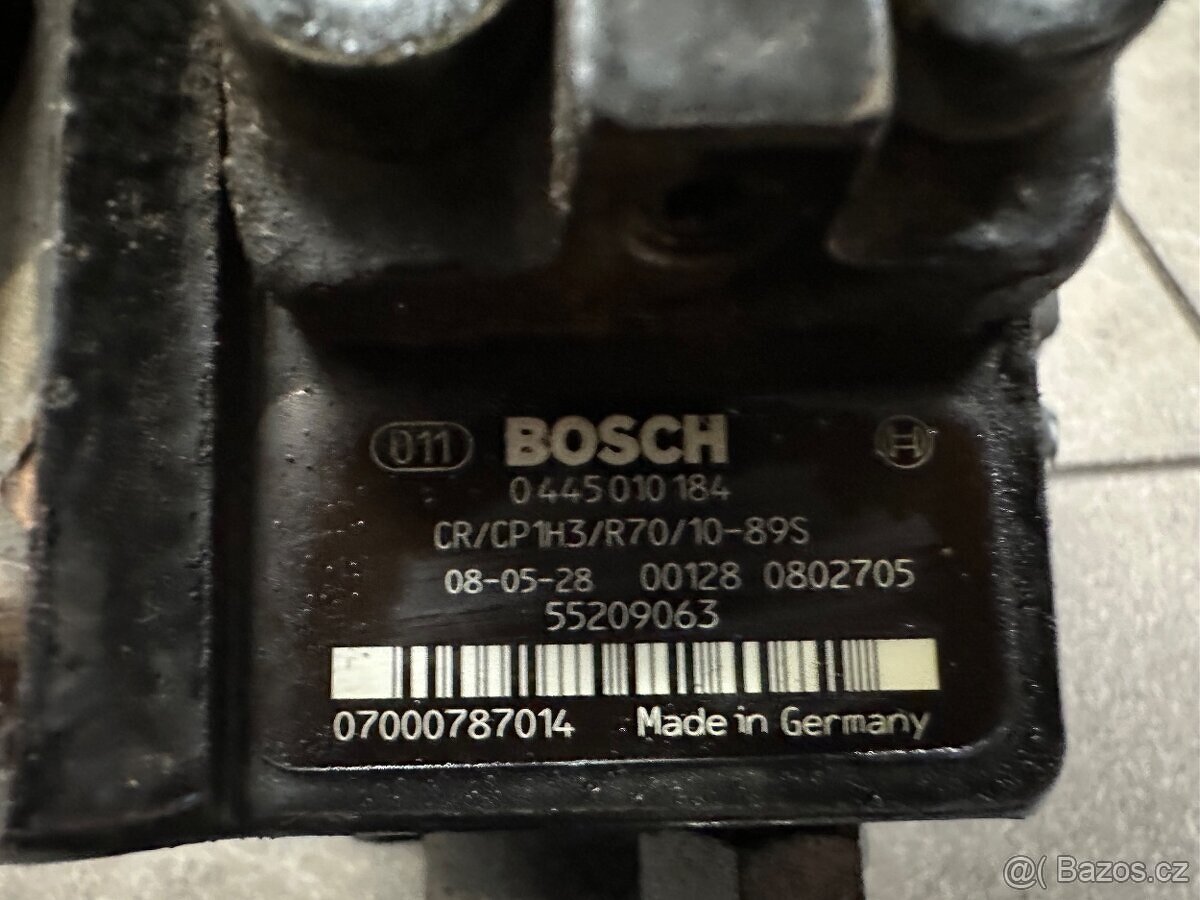 011 BOSCH H
0 445 010 184
CR/CP1H3/R70/10-89S
08-05-28 00128 0802705
55209063
07000787014 Made in Germany
@( Bazos.cz